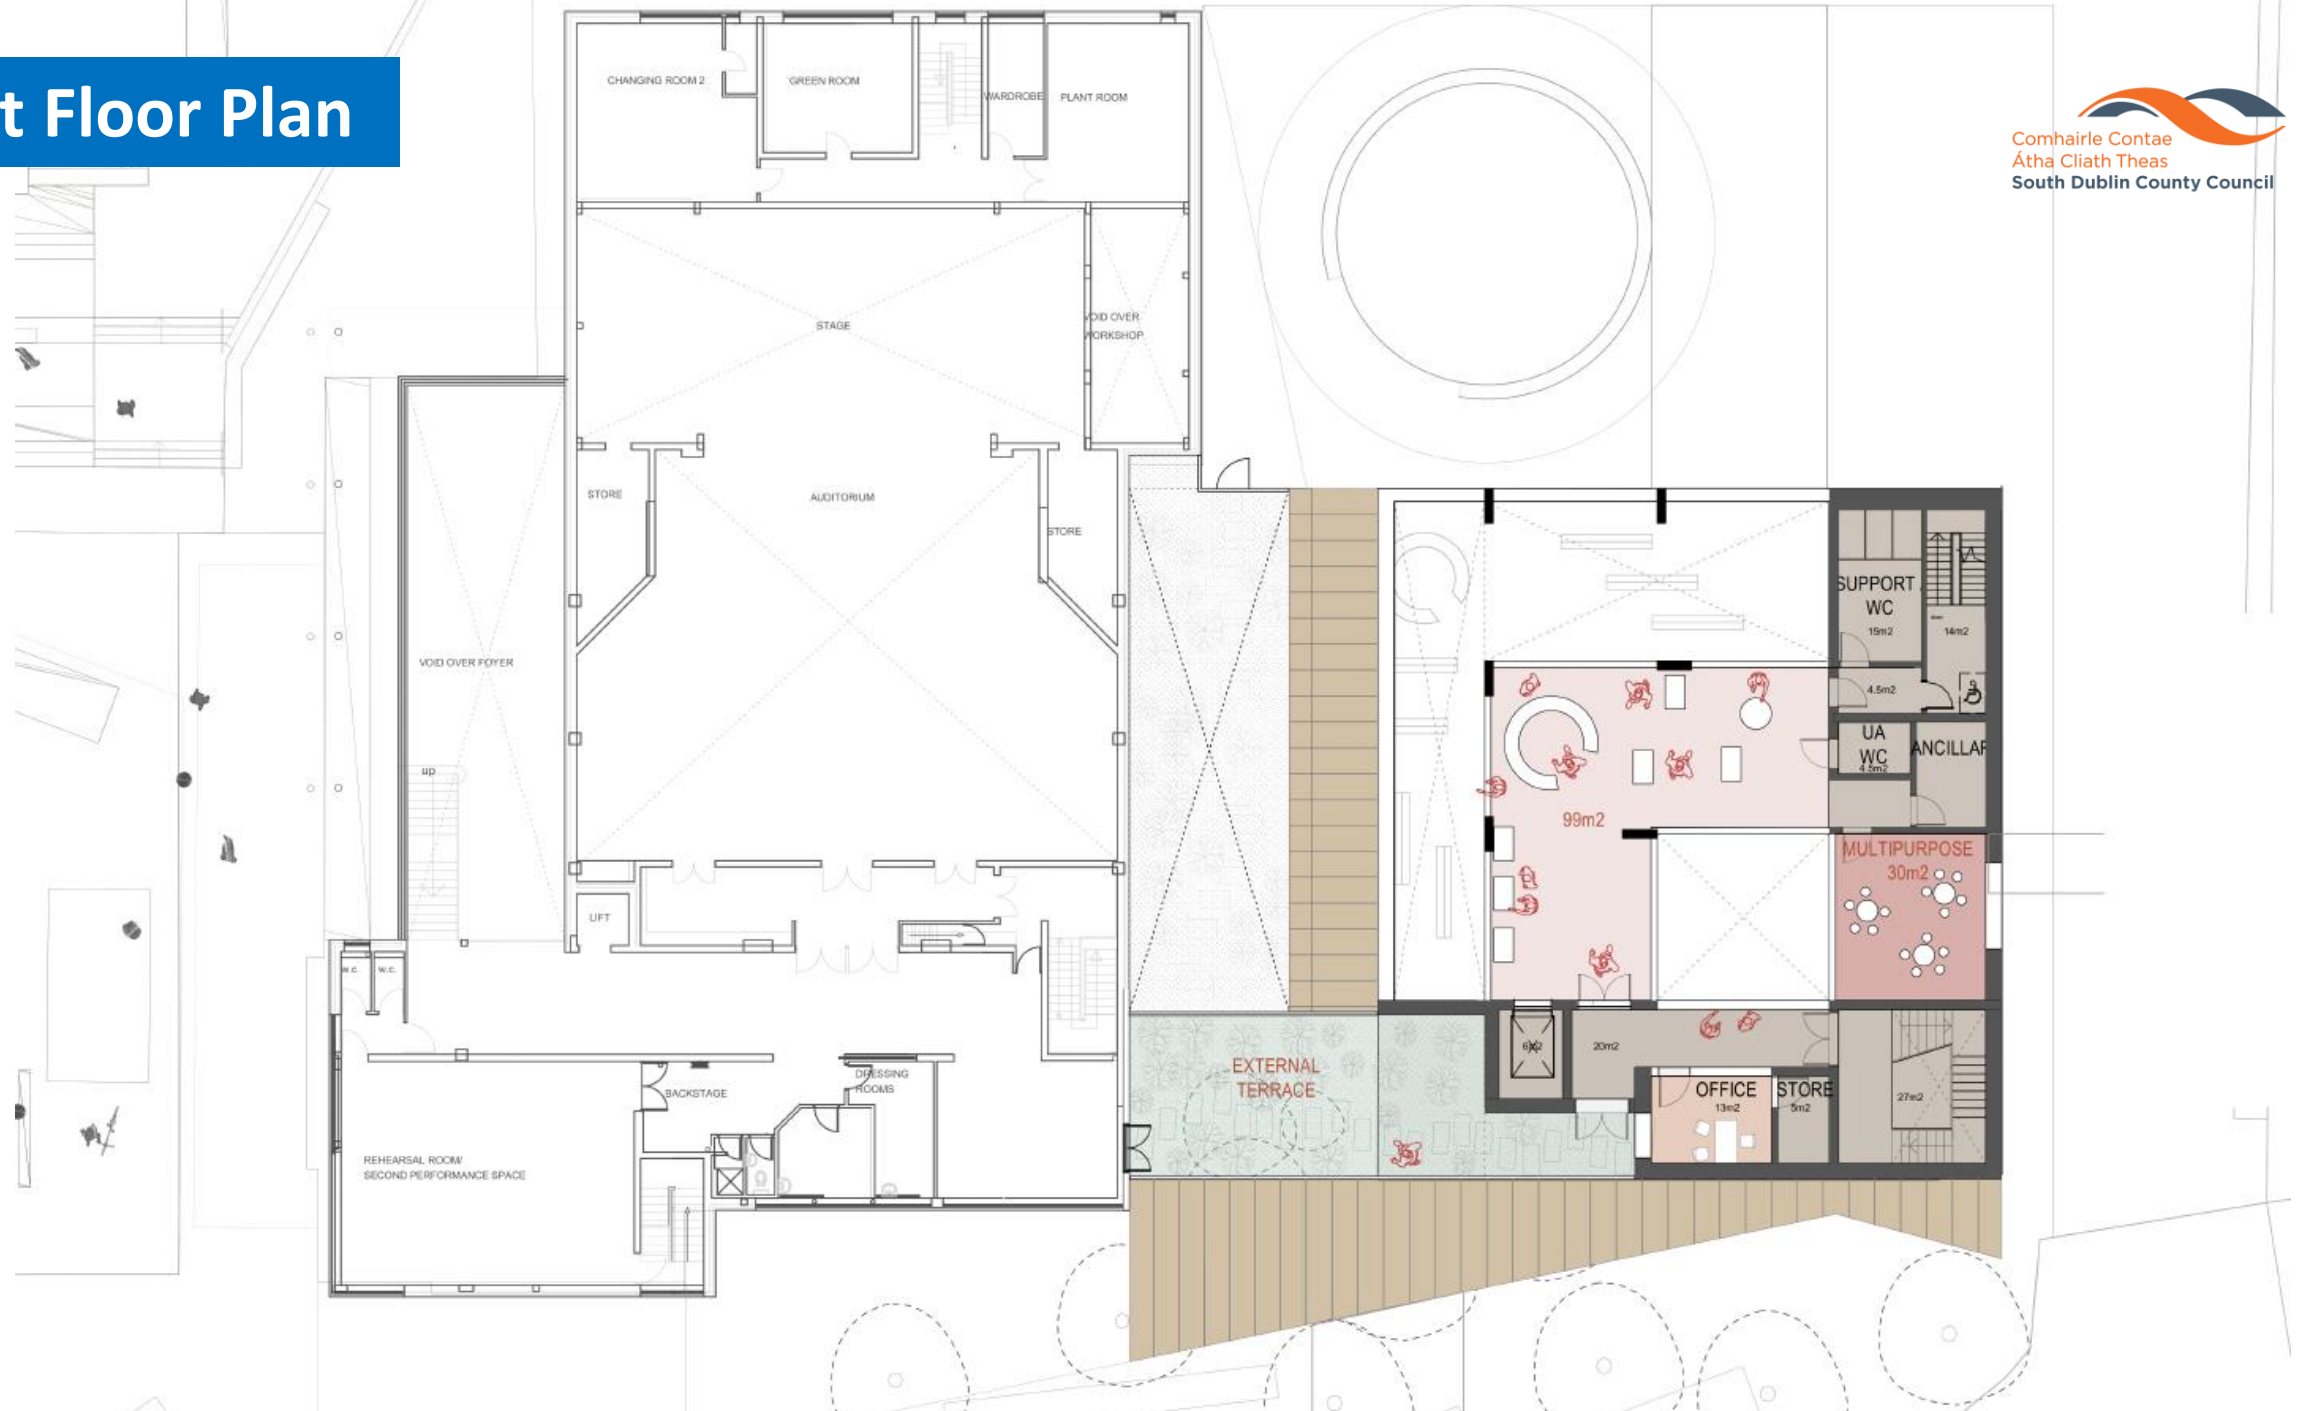 t Floor Plan
Comhairle Contae
Átha Cliath Theas
South Dublin County Council
CHANGING ROOM 2
GREEN ROOM
WARDROBE
PLANT ROOM
STAGE
VOID OVER
WORKSHOP
STORE
AUDITORIUM
STORE
VOID OVER FOYER
up
LIFT
W.C.
W.C.
BACKSTAGE
DRESSING
ROOMS
REHEARSAL ROOM/
SECOND PERFORMANCE SPACE
EXTERNAL
TERRACE
SUPPORT
WC
15m2
14m2
4.5m2
UA
WC
4.5m2
ANCILLAR
99m2
MULTIPURPOSE
30m2
20m2
OFFICE
13m2
STORE
5m2
27m2